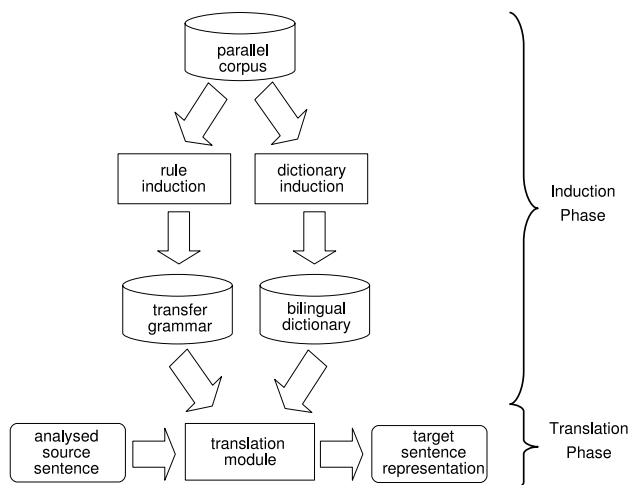 parallel
corpus
rule
induction
dictionary
induction
Induction
Phase
transfer
grammar
bilingual
dictionary
analysed
source
sentence
translation
module
target
sentence
representation
Translation
Phase